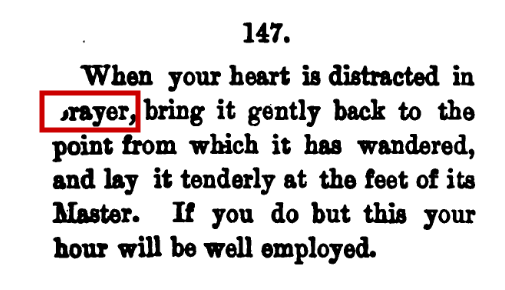 147.
When your heart is distracted in
prayer, bring it gently back to the
point from which it has wandered,
and lay it tenderly at the feet of its
Master. If you do but this your
hour will be well employed.